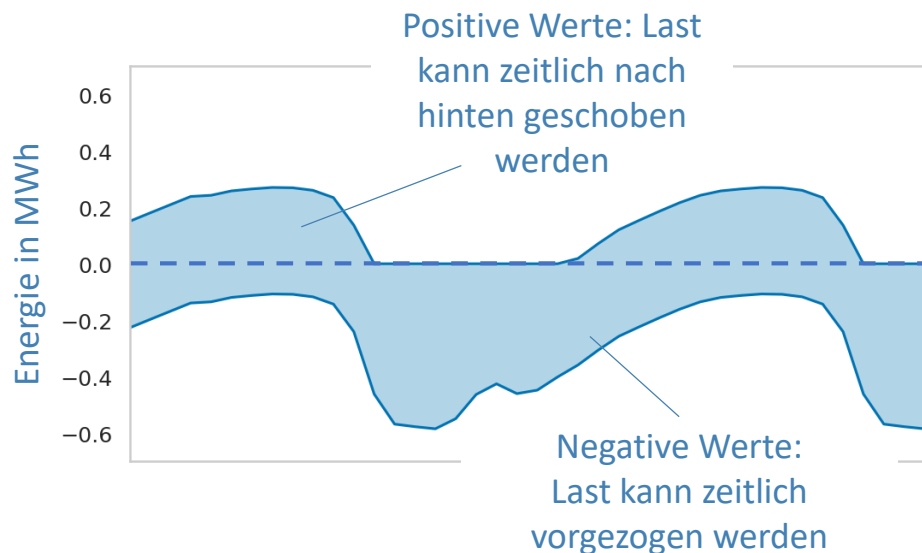 Positive Werte: Last
kann zeitlich nach
hinten geschoben
werden
Energie in MWh
0.6
0.4
0.2
0.0
−0.2
−0.4
−0.6
Negative Werte:
Last kann zeitlich
vorgezogen werden